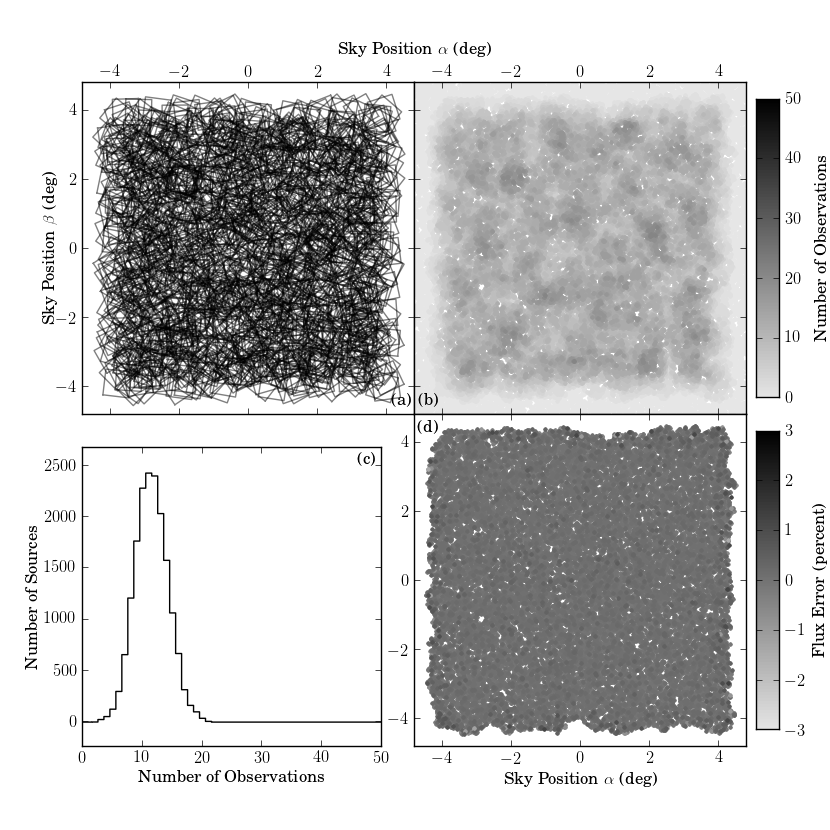 Sky Position α (deg)
−4 −2 0 2 4 −4 −2 0 2 4
4
2
0
−2
−4
Sky Position β (deg)
(a) (b)
50
40
30
20
10
0
Number of Observations
(c)
2500
2000
1500
1000
500
0
Number of Sources
0 10 20 30 40 50
Number of Observations
(d)
4
2
0
−2
−4
−4 −2 0 2 4
Sky Position α (deg)
3
2
1
0
−1
−2
−3
Flux Error (percent)